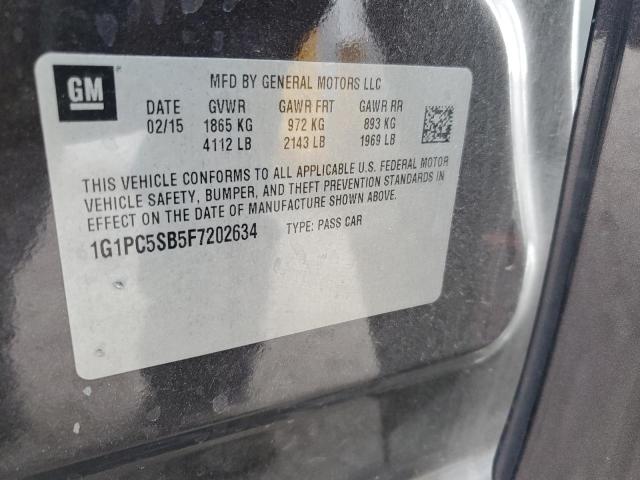 GM
MFD BY GENERAL MOTORS LLC
DATE GVWR GAWR FRT GAWR RR
02/15 1865 KG 972 KG 893 KG
4112 LB 2143 LB 1969 LB
THIS VEHICLE CONFORMS TO ALL APPLICABLE U.S. FEDERAL MOTOR
VEHICLE SAFETY, BUMPER, AND THEFT PREVENTION STANDARDS IN
EFFECT ON THE DATE OF MANUFACTURE SHOWN ABOVE.
1G1PC5SB5F7202634 TYPE: PASS CAR